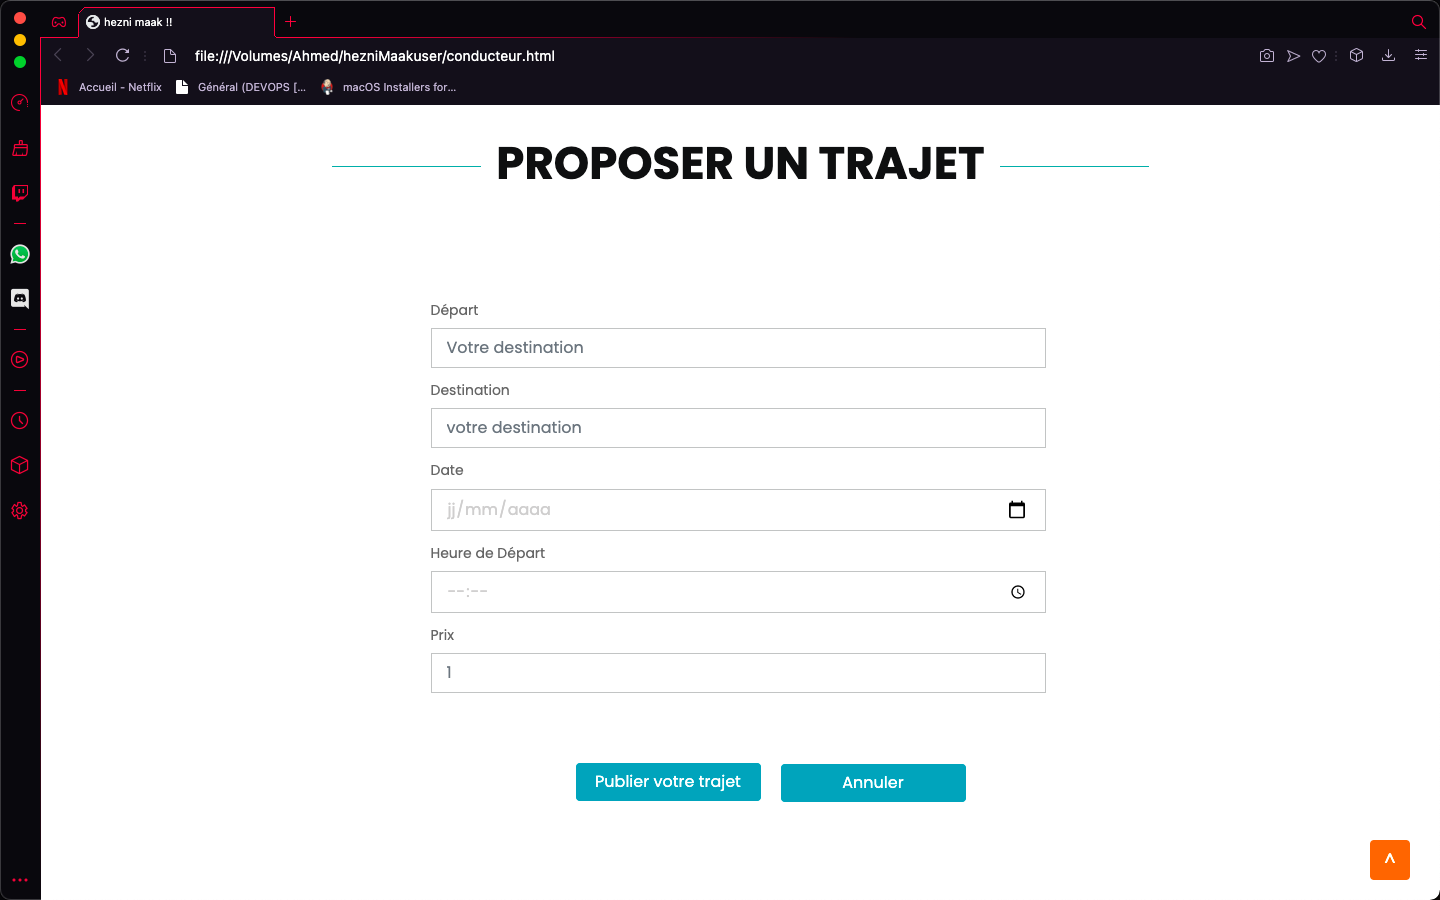 hezni maak !!
file:///Volumes/Ahmed/hezniMaakuser/conducteur.html
Accueil - Netflix Général (DEVOPS [... macOS Installers for...
PROPOSER UN TRAJET
Départ
Votre destination
Destination
votre destination
Date
jj/mm/aaaa
Heure de Départ
--:--
Prix
1
Publier votre trajet Annuler
^